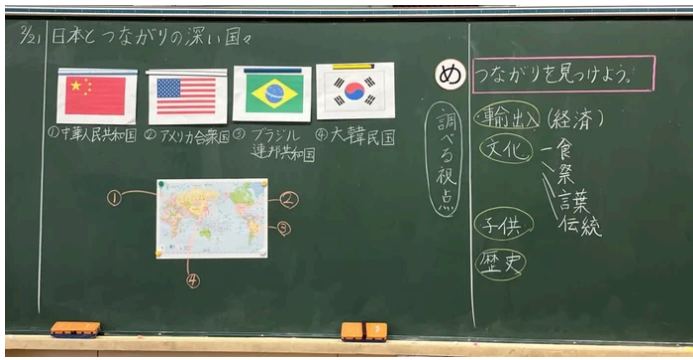 2/21 日本とつながりの深い国々
①中華人民共和国
②アメリカ合衆国
③ブラジル
連邦共和国
④大韓民国
①
②
③
④
め
つながりを見つけよう。
調べる視点
輸出入(経済)
文化
食
祭
言葉
伝統
子供
歴史